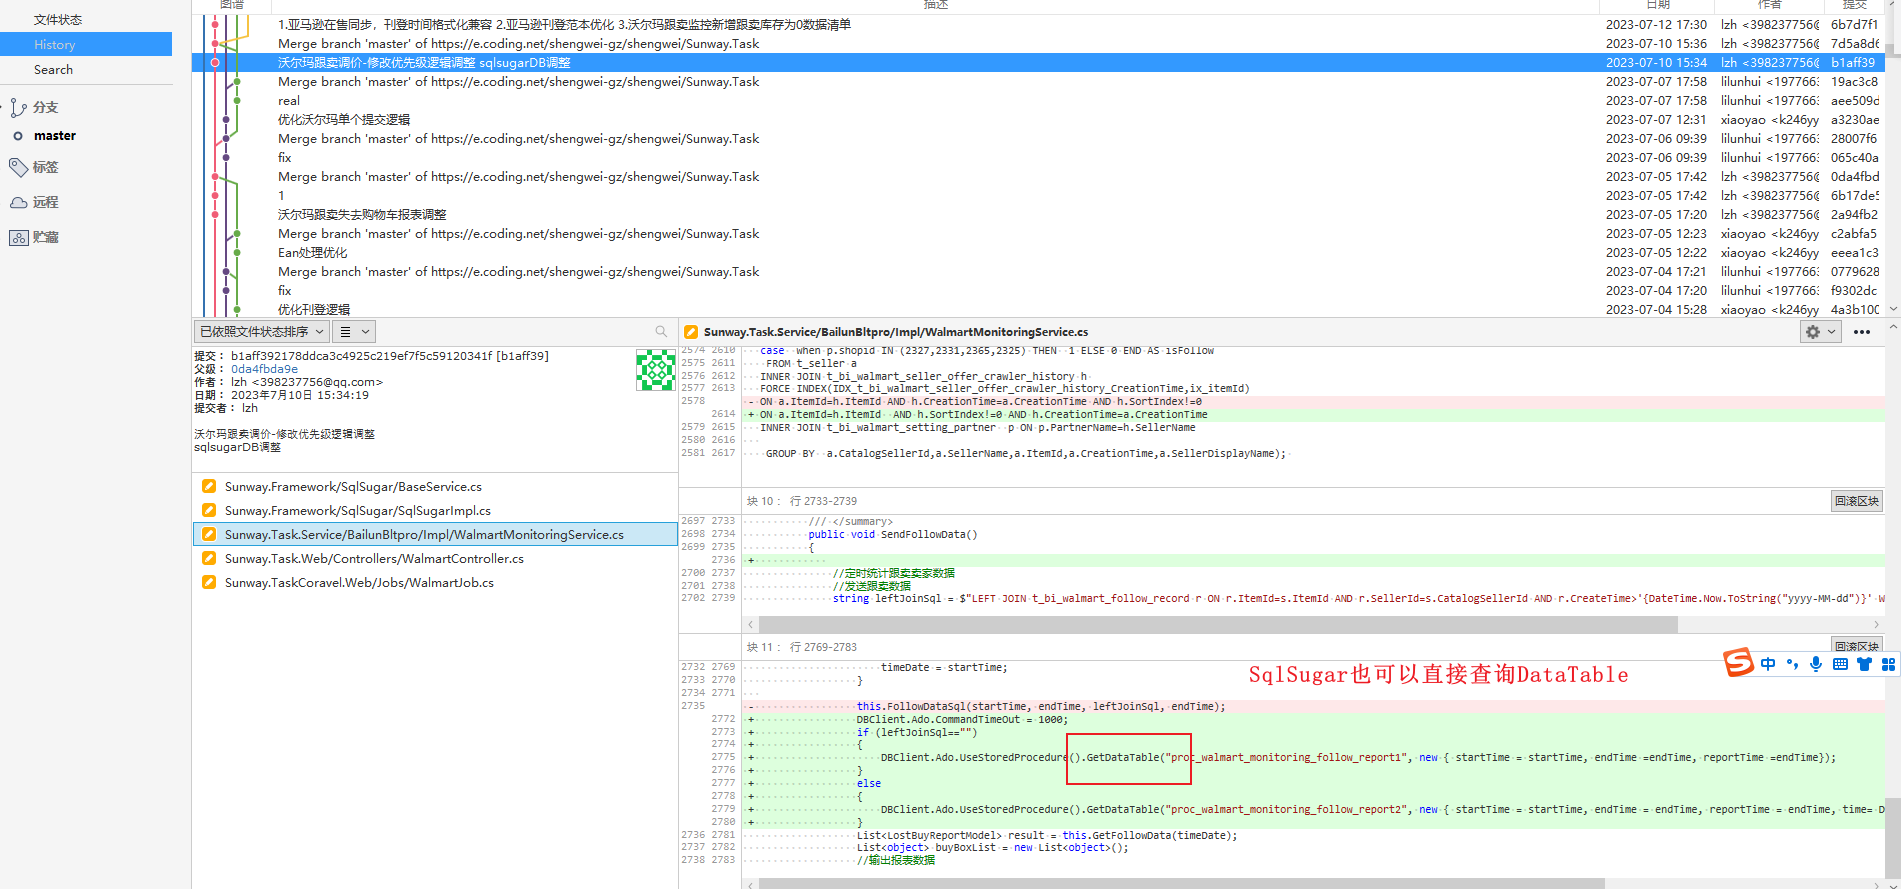 文件状态
History
Search
分支
master
标签
远程
贮藏
图谱 描述 日期 作者 提交
1.亚马逊在售同步，刊登时间格式化兼容 2.亚马逊刊登范本优化 3.沃尔玛跟卖监控新增跟卖库存为0数据清单 2023-07-12 17:30 lzh <398237756@ 6b7d7f1
Merge branch 'master' of https://e.coding.net/shengwei-gz/shengwei/Sunway.Task 2023-07-10 15:36 lzh <398237756@ 7d5a8d6
沃尔玛跟卖调价-修改优先级逻辑调整 sqlsugarDB调整 2023-07-10 15:34 lzh <398237756@ b1aff39
Merge branch 'master' of https://e.coding.net/shengwei-gz/shengwei/Sunway.Task 2023-07-07 17:58 lilunhui <197766 19ac3c8
real 2023-07-07 17:58 lilunhui <197766 aee509d
优化沃尔玛单个提交逻辑 2023-07-07 12:31 xiaoyao <k246yy a3230ae
Merge branch 'master' of https://e.coding.net/shengwei-gz/shengwei/Sunway.Task 2023-07-06 09:39 lilunhui <197766 28007f6
fix 2023-07-06 09:39 lilunhui <197766 065c40a
Merge branch 'master' of https://e.coding.net/shengwei-gz/shengwei/Sunway.Task 2023-07-05 17:42 lzh <398237756@ 0da4fbd
1 2023-07-05 17:42 lzh <398237756@ 6b17de5
沃尔玛跟卖失去购物车报表调整 2023-07-05 17:20 lzh <398237756@ 2a94fb2
Merge branch 'master' of https://e.coding.net/shengwei-gz/shengwei/Sunway.Task 2023-07-05 12:23 xiaoyao <k246yy c2abfa5
Ean处理优化 2023-07-05 12:22 xiaoyao <k246yy eeea1c3
Merge branch 'master' of https://e.coding.net/shengwei-gz/shengwei/Sunway.Task 2023-07-04 17:21 lilunhui <197766 0779628
fix 2023-07-04 17:20 lilunhui <197766 f9302dc
优化刊登逻辑 2023-07-04 15:28 xiaoyao <k246yy 4a3b100
已依照文件状态排序
提交： b1aff392178ddca3c4925c219ef7f5c59120341f [b1aff39]
父级： 0da4fbda9e
作者： lzh <398237756@qq.com>
日期： 2023年7月10日 15:34:19
提交者： lzh
沃尔玛跟卖调价-修改优先级逻辑调整
sqlsugarDB调整
Sunway.Framework/SqlSugar/BaseService.cs
Sunway.Framework/SqlSugar/SqlSugarImpl.cs
Sunway.Task.Service/BailunBltpro/Impl/WalmartMonitoringService.cs
Sunway.Task.Web/Controllers/WalmartController.cs
Sunway.TaskCoravel.Web/Jobs/WalmartJob.cs
Sunway.Task.Service/BailunBltpro/Impl/WalmartMonitoringService.cs
2574 2610 case when p.shopid IN (2327,2331,2365,2325) THEN 1 ELSE 0 END AS isFollow
2575 2611 FROM t_seller a
2576 2612 INNER JOIN t_bi_walmart_seller_offer_crawler_history h
2577 2613 FORCE INDEX(IDX_t_bi_walmart_seller_offer_crawler_history_CreationTime,ix_itemId)
2578 - ON a.ItemId=h.ItemId AND h.CreationTime=a.CreationTime AND h.SortIndex!=0
2614 + ON a.ItemId=h.ItemId AND h.SortIndex!=0 AND h.CreationTime=a.CreationTime
2579 2615 INNER JOIN t_bi_walmart_setting_partner p ON p.PartnerName=h.SellerName
2580 2616
2581 2617 GROUP BY a.CatalogSellerId,a.SellerName,a.ItemId,a.CreationTime,a.SellerDisplayName);
块 10： 行 2733-2739 回滚区块
2697 2733 /// </summary>
2698 2734 public void SendFollowData()
2699 2735 {
2736 +
2700 2737 //定时统计跟卖卖家数据
2701 2738 //发送跟卖数据
2702 2739 string leftJoinSql = $"LEFT JOIN t_bi_walmart_follow_record r ON r.ItemId=s.ItemId AND r.SellerId=s.CatalogSellerId AND r.CreateTime>'{DateTime.Now.ToString("yyyy-MM-dd")}' W
块 11： 行 2769-2783 回滚区块
中
2732 2769 timeDate = startTime;
SqlSugar也可以直接查询DataTable
2733 2770 }
2734 2771
2735 - this.FollowDataSql(startTime, endTime, leftJoinSql, endTime);
2772 + DBClient.Ado.CommandTimeOut = 1000;
2773 + if (leftJoinSql=="")
2774 + {
2775 + DBClient.Ado.UseStoredProcedure().GetDataTable("proc_walmart_monitoring_follow_report1", new { startTime = startTime, endTime =endTime, reportTime =endTime});
2776 + }
2777 + else
2778 + {
2779 + DBClient.Ado.UseStoredProcedure().GetDataTable("proc_walmart_monitoring_follow_report2", new { startTime = startTime, endTime = endTime, reportTime = endTime, time= D
2780 + }
2736 2781 List<LostBuyReportModel> result = this.GetFollowData(timeDate);
2737 2782 List<object> buyBoxList = new List<object>();
2738 2783 //输出报表数据